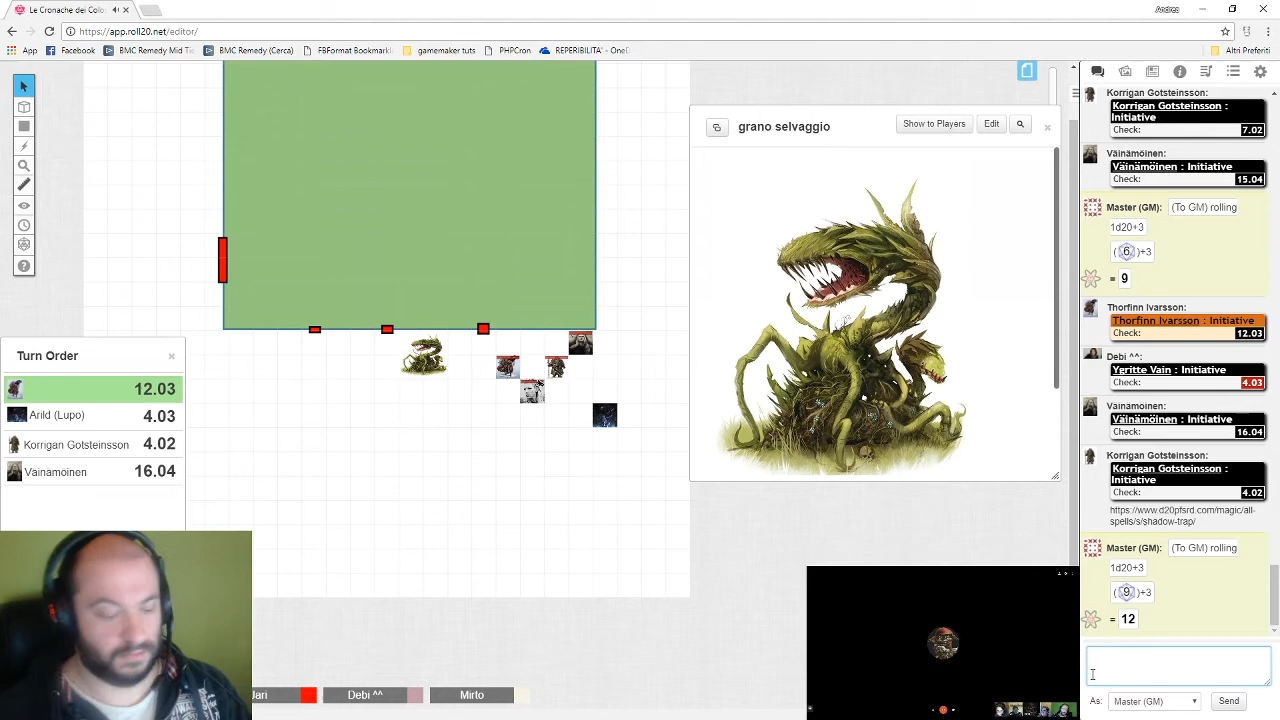 Le Cronache dei Color
Andrea
https://app.roll20.net/editor/
App
Facebook
BMC Remedy Mid Tie
BMC Remedy (Cerca)
FBFormat Bookmarkl
gamemaker tuts
PHPCron
REPERIBILITA' - OneD
Altri Preferiti
Turn Order
12.03
Arild (Lupo) 4.03
Korrigan Gotsteinsson 4.02
Vainamoinen 16.04
grano selvaggio
Show to Players
Edit
Korrigan Gotsteinsson:
Korrigan Gotsteinsson :
Initiative
Check: 7.02
Väinämöinen:
Väinämöinen : Initiative
Check: 15.04
Master (GM): (To GM) rolling
1d20+3
(6)+3
= 9
Thorfinn Ivarsson:
Thorfinn Ivarsson : Initiative
Check: 12.03
Debi ^^:
Ygritte Vain : Initiative
Check: 4.03
Väinämöinen:
Väinämöinen : Initiative
Check: 16.04
Korrigan Gotsteinsson:
Korrigan Gotsteinsson :
Initiative
Check: 4.02
https://www.d20pfsrd.com/magic/all-
spells/s/shadow-trap/
Master (GM): (To GM) rolling
1d20+3
(9)+3
= 12
As: Master (GM)
Send
Jari
Debi ^^
Mirto